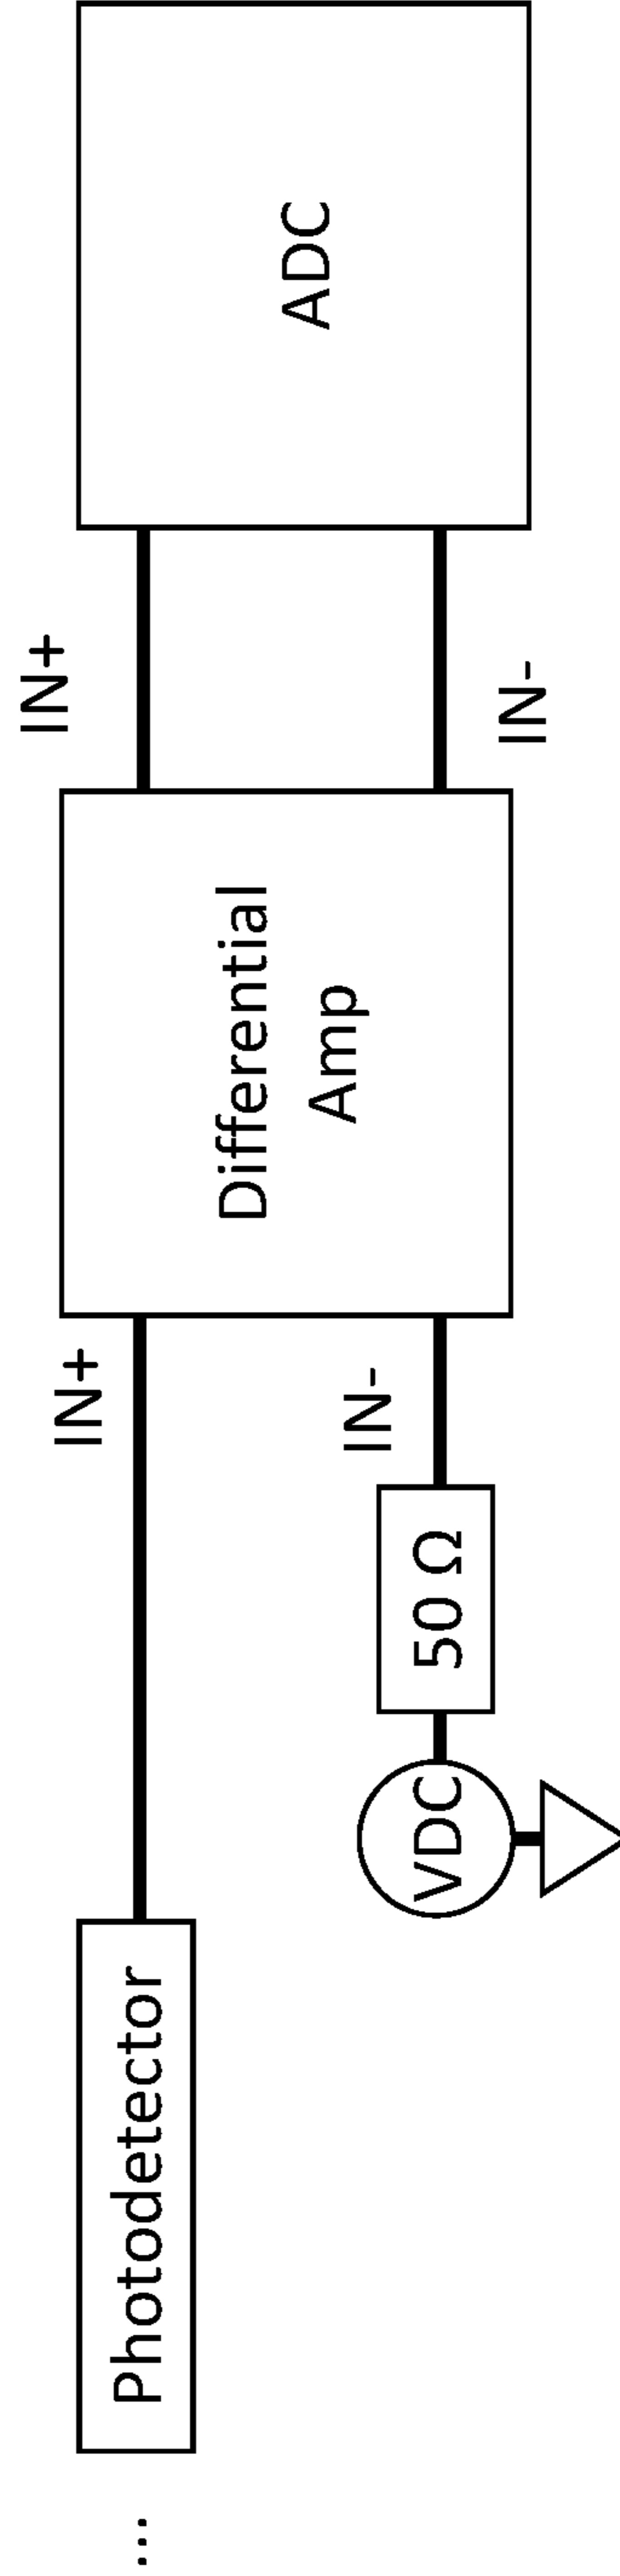 ...
Photodetector
IN+
Differential
Amp
IN+
ADC
VDC
50 Ω
IN-
IN-